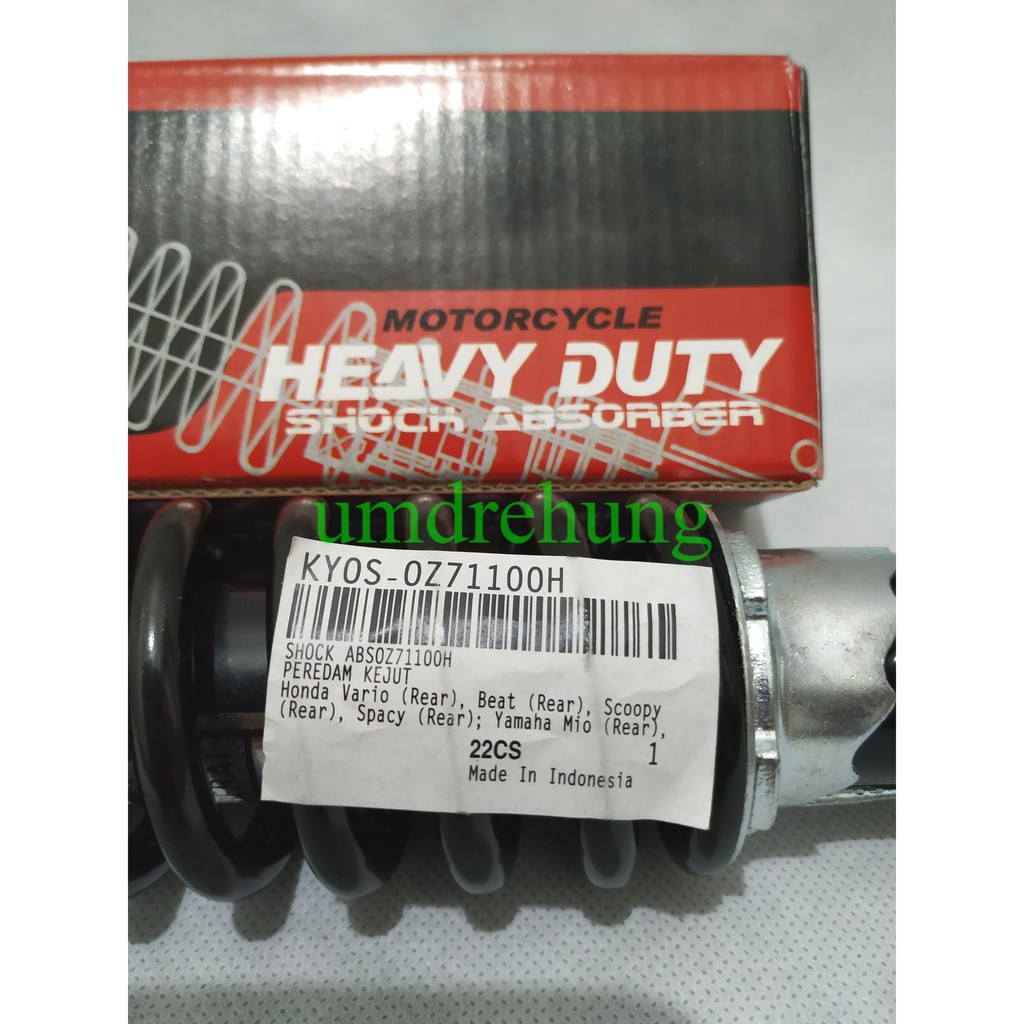 MOTORCYCLE
HEAVY DUTY
SHOCK ABSORBER
umdrehung
KYOS-OZ71100H
SHOCK ABSOZ71100H
PEREDAM KEJUT
Honda Vario (Rear), Beat (Rear), Scoopy
(Rear), Spacy (Rear); Yamaha Mio (Rear),
22CS 1
Made In Indonesia